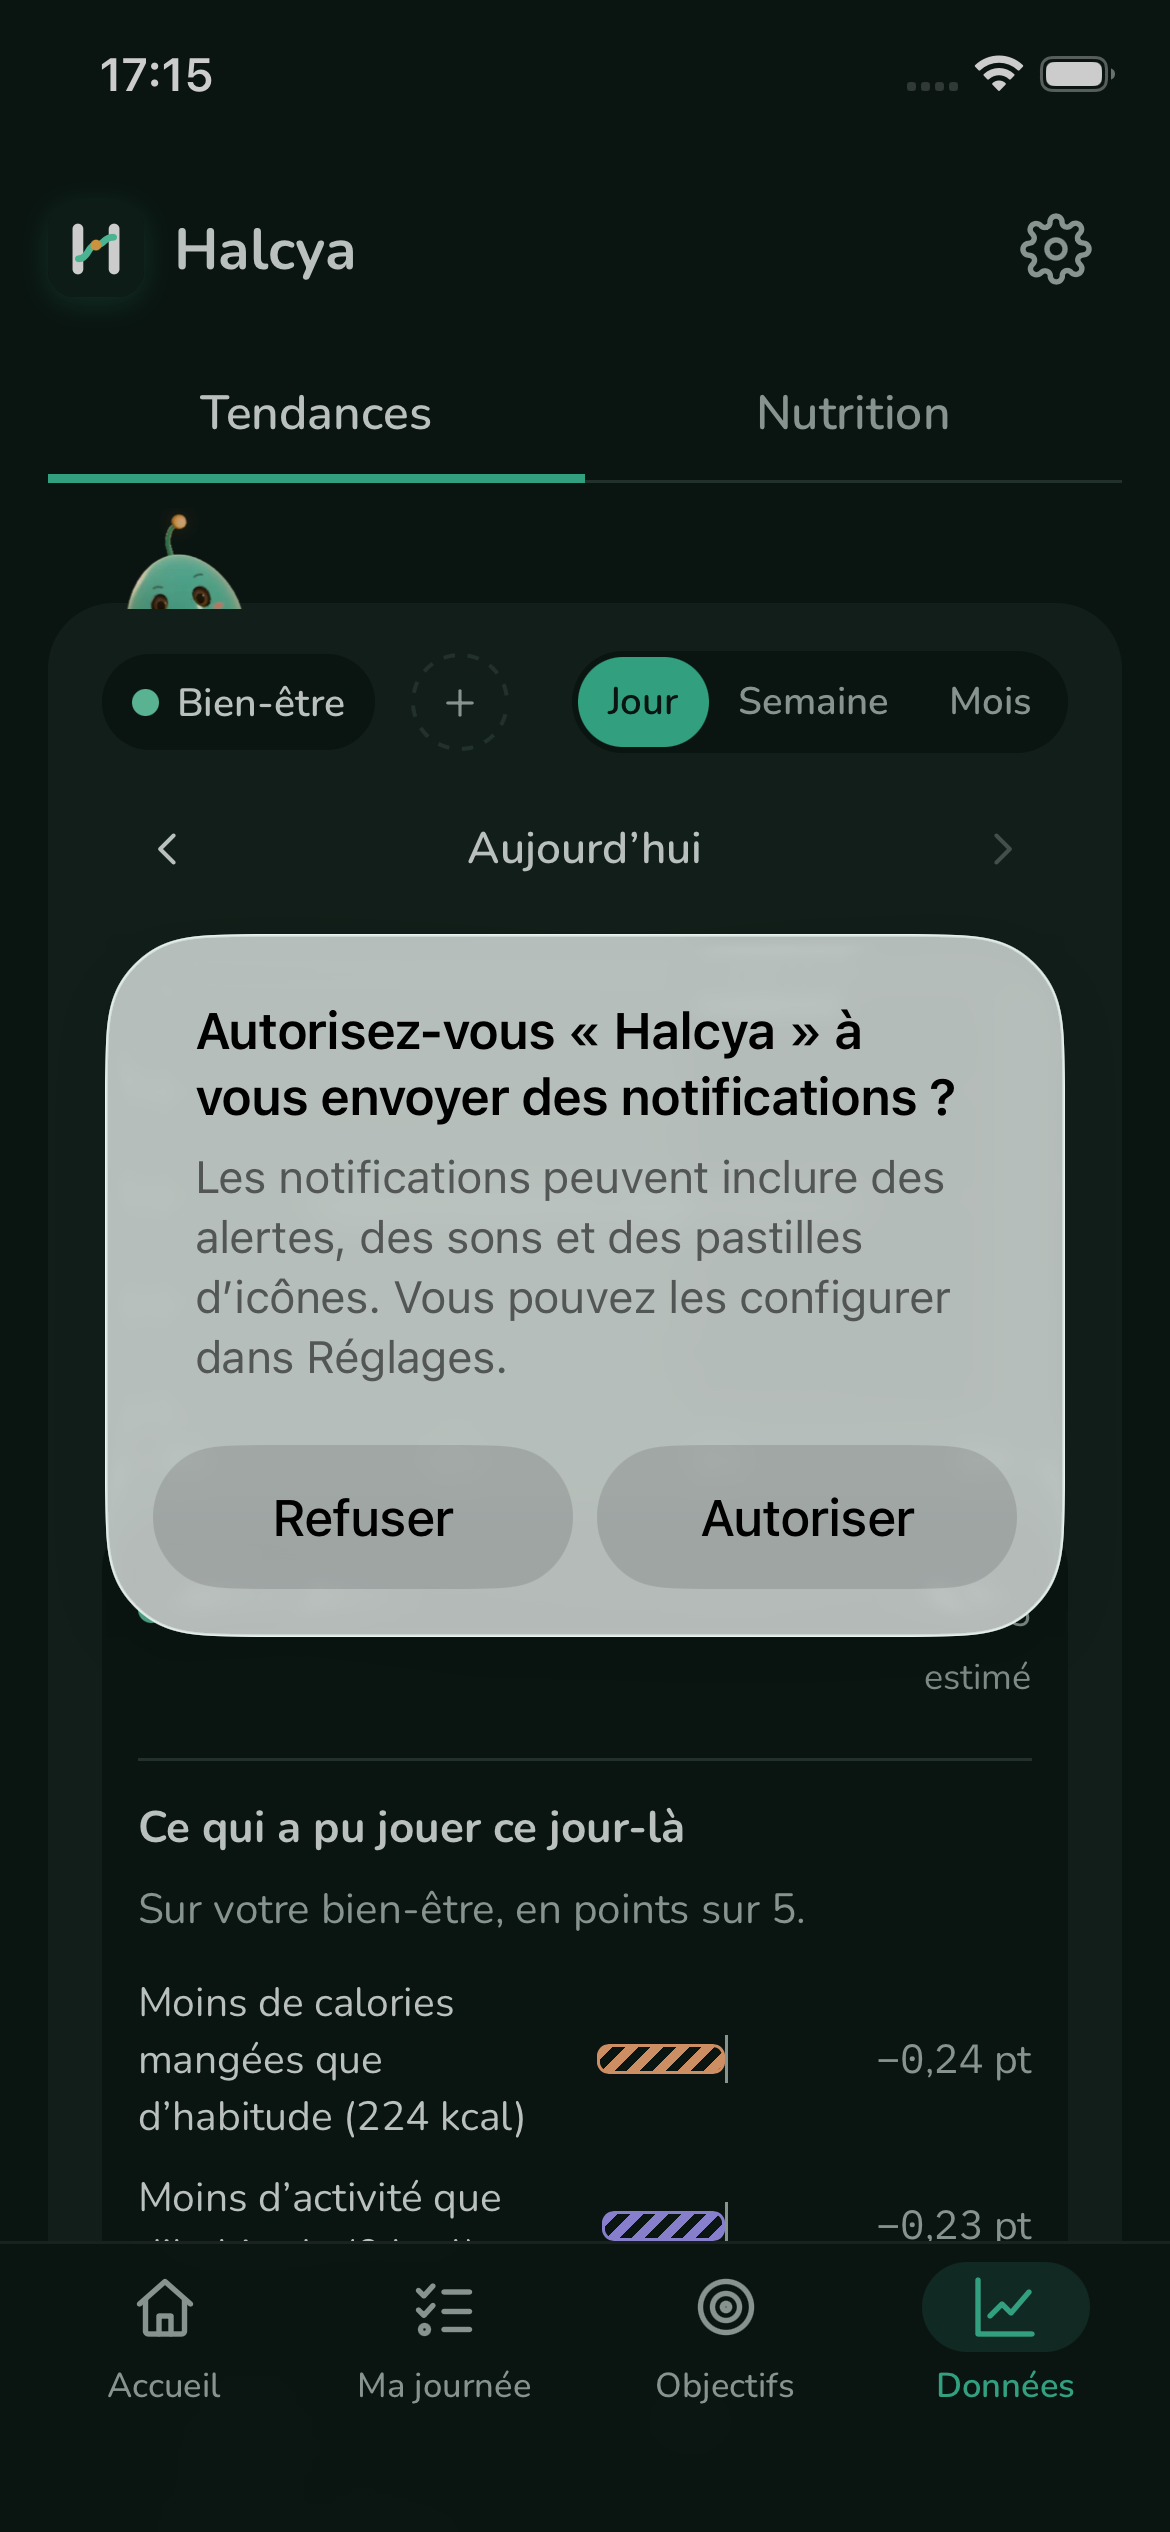 17:15
Halcya
Tendances
Nutrition
Bien-être
+
Jour
Semaine
Mois
Aujourd’hui
Autorisez-vous « Halcya » à
vous envoyer des notifications ?
Les notifications peuvent inclure des
alertes, des sons et des pastilles
d’icônes. Vous pouvez les configurer
dans Réglages.
Refuser
Autoriser
estimé
Ce qui a pu jouer ce jour-là
Sur votre bien-être, en points sur 5.
Moins de calories
mangées que
d’habitude (224 kcal)
−0,24 pt
Moins d’activité que
−0,23 pt
Accueil
Ma journée
Objectifs
Données